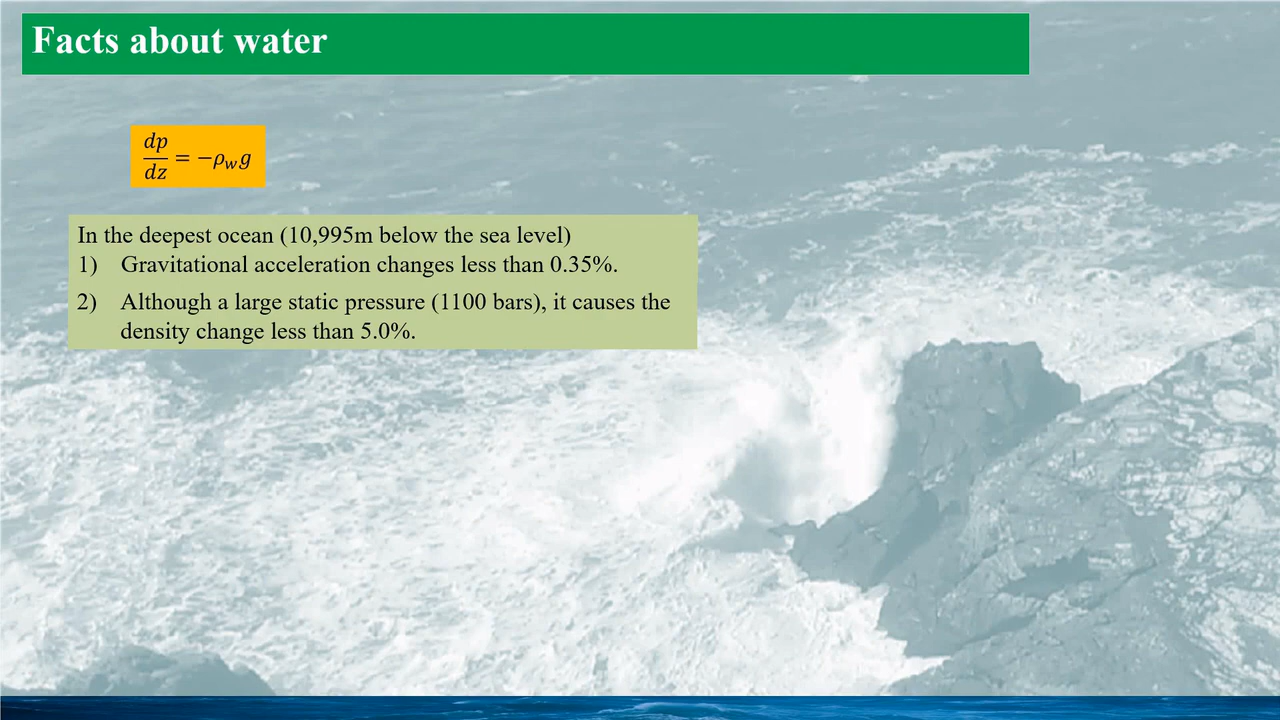 Facts about water
dp/dz = −ρ_w g
In the deepest ocean (10,995m below the sea level)
1) Gravitational acceleration changes less than 0.35%.
2) Although a large static pressure (1100 bars), it causes the
density change less than 5.0%.